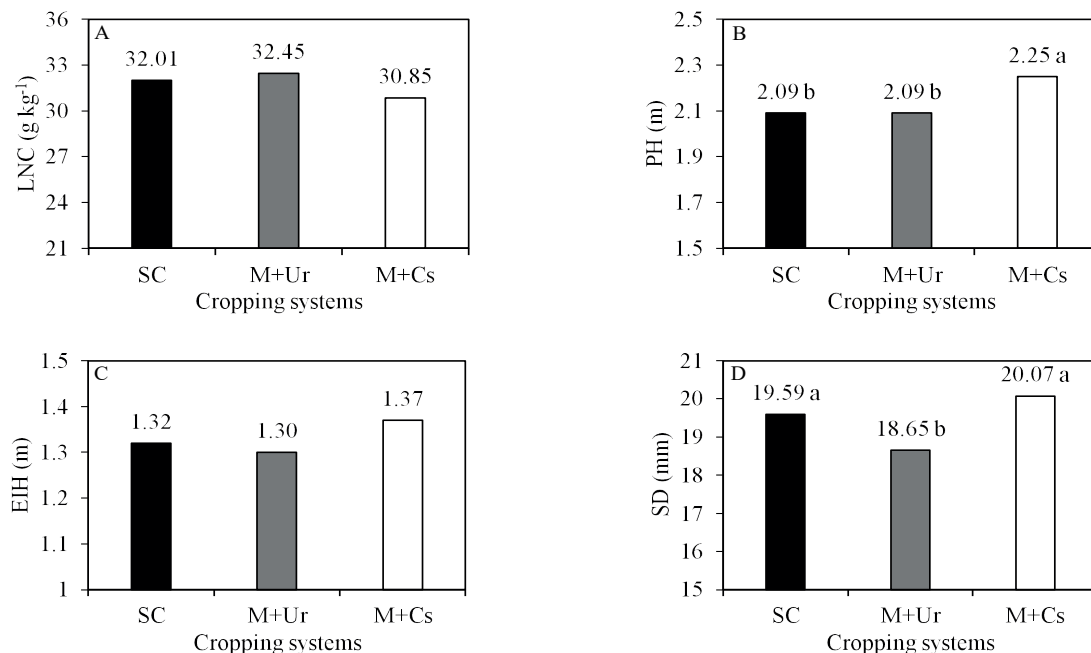 A
LNC (g kg⁻¹)
36
33
30
27
24
21
32.01
32.45
30.85
SC
M+Ur
M+Cs
Cropping systems
B
PH (m)
2.5
2.3
2.1
1.9
1.7
1.5
2.09 b
2.09 b
2.25 a
SC
M+Ur
M+Cs
Cropping systems
C
EIH (m)
1.5
1.4
1.3
1.2
1.1
1
1.32
1.30
1.37
SC
M+Ur
M+Cs
Cropping systems
D
SD (mm)
21
20
19
18
17
16
15
19.59 a
18.65 b
20.07 a
SC
M+Ur
M+Cs
Cropping systems